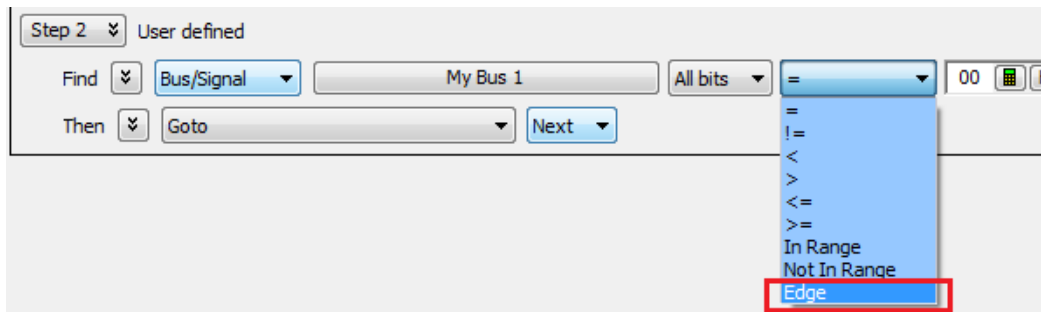 Step 2 User defined
Find Bus/Signal My Bus 1 All bits = 00
Then Goto Next
=
!=
<
>
<=
>=
In Range
Not In Range
Edge